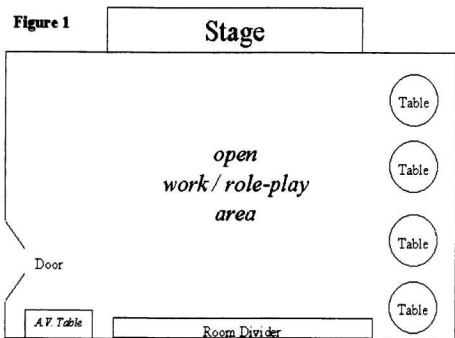 Figure 1
Stage
Table
open
work / role-play
area
Table
Table
Door
Table
A.V. Table
Room Divider